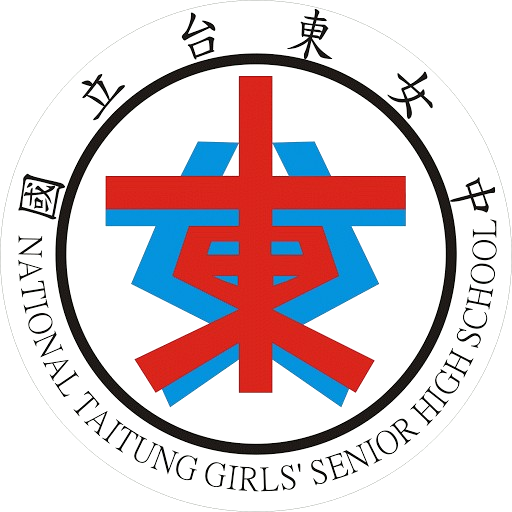 國立台東女中
東
NATIONAL TAITUNG GIRLS' SENIOR HIGH SCHOOL